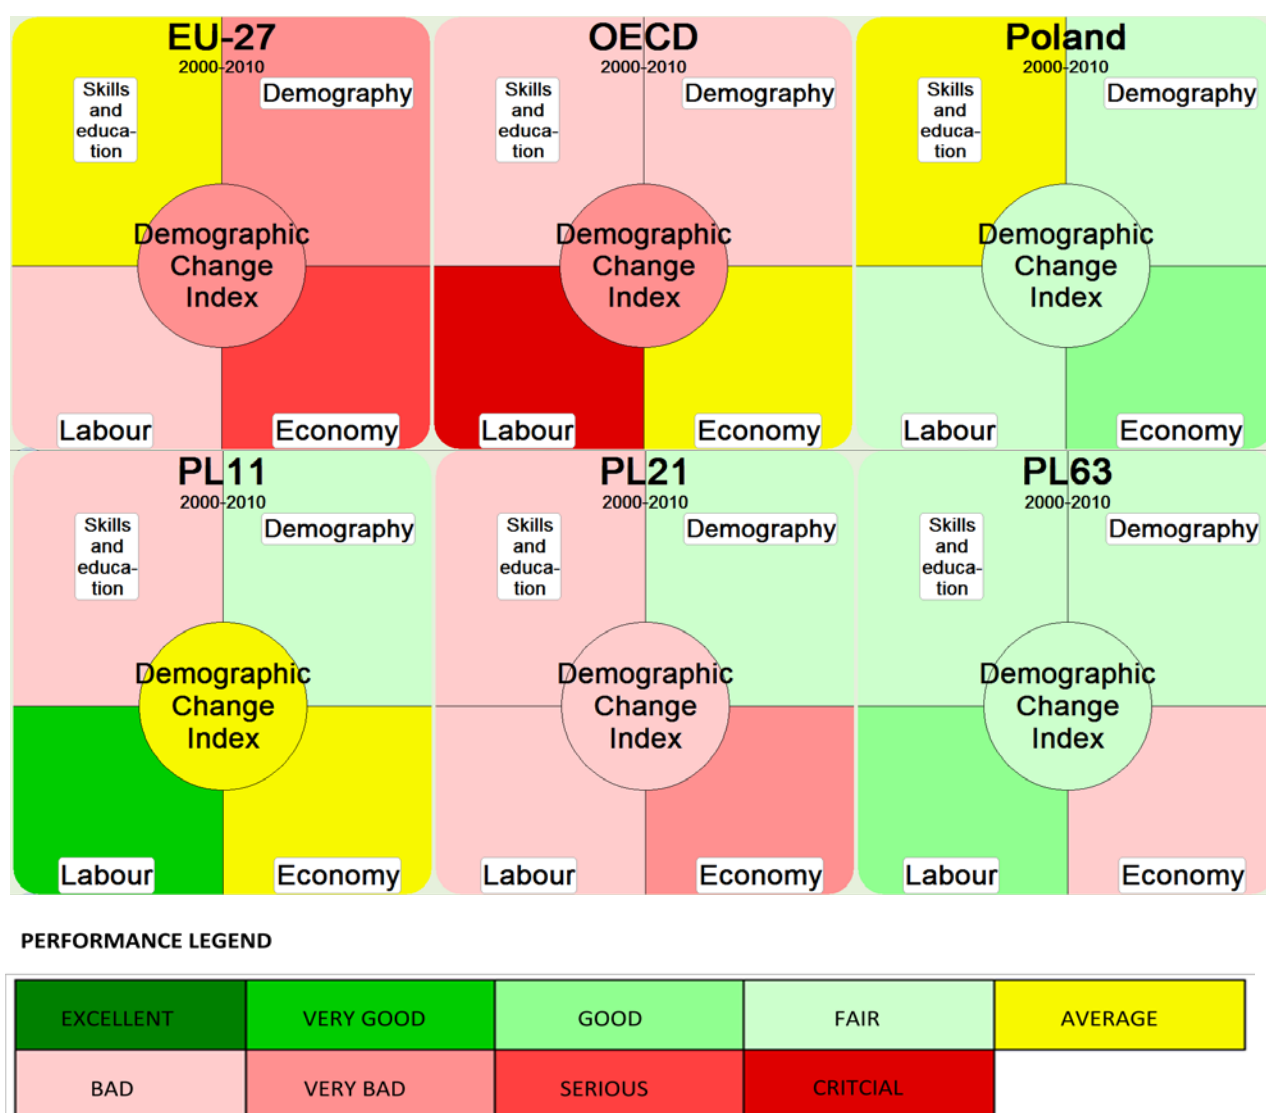 EU-27
2000-2010
Skills
and
educa-
tion
Demography
Demographic
Change
Index
Labour
Economy
OECD
2000-2010
Skills
and
educa-
tion
Demography
Demographic
Change
Index
Labour
Economy
Poland
2000-2010
Skills
and
educa-
tion
Demography
Demographic
Change
Index
Labour
Economy
PL11
2000-2010
Skills
and
educa-
tion
Demography
Demographic
Change
Index
Labour
Economy
PL21
2000-2010
Skills
and
educa-
tion
Demography
Demographic
Change
Index
Labour
Economy
PL63
2000-2010
Skills
and
educa-
tion
Demography
Demographic
Change
Index
Labour
Economy
PERFORMANCE LEGEND
EXCELLENT VERY GOOD GOOD FAIR AVERAGE
BAD VERY BAD SERIOUS CRITCIAL